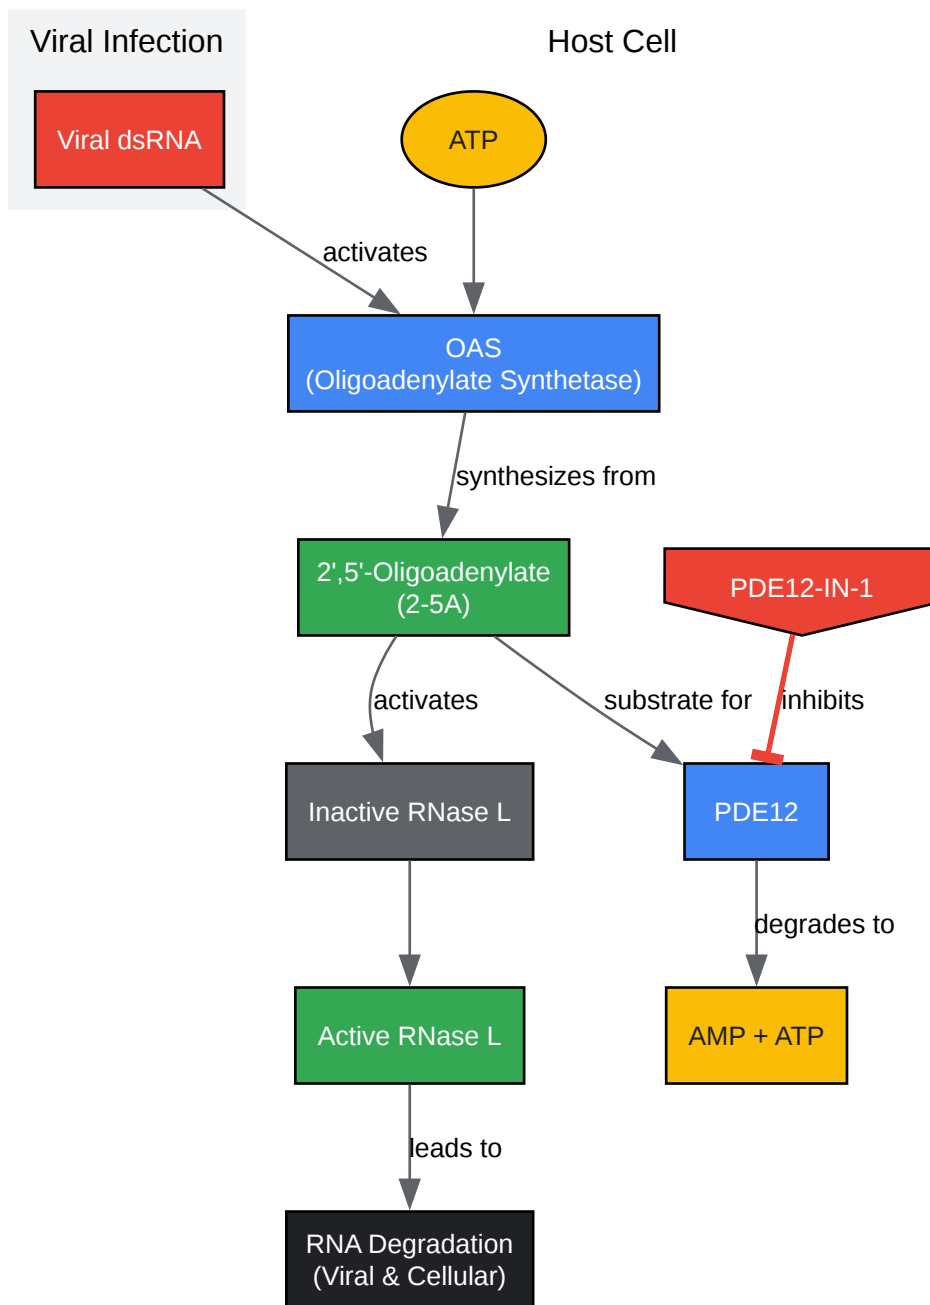 Viral Infection
Host Cell
Viral dsRNA
ATP
activates
OAS
(Oligoadenylate Synthetase)
synthesizes from
2',5'-Oligoadenylate
(2-5A)
PDE12-IN-1
activates
substrate for
inhibits
Inactive RNase L
PDE12
degrades to
Active RNase L
AMP + ATP
leads to
RNA Degradation
(Viral & Cellular)